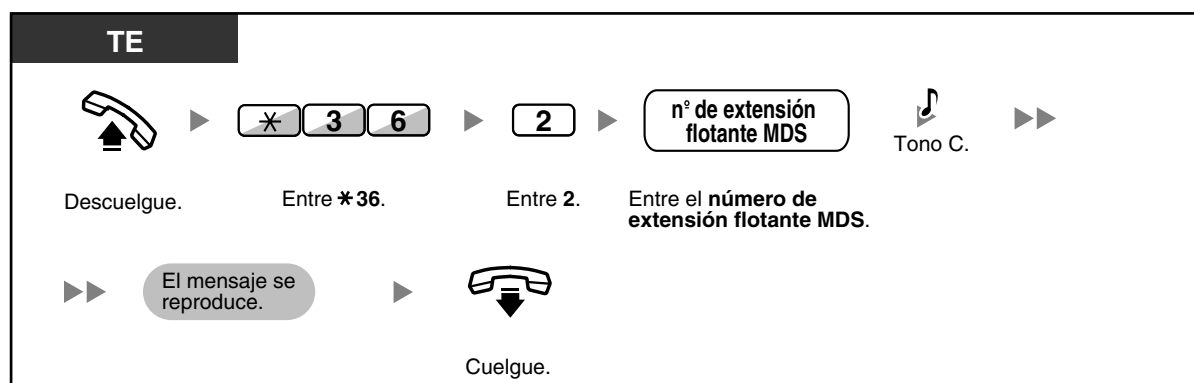 TE
✳ 3 6
2
nº de extensión
flotante MDS
Tono C.
Descuelgue.
Entre ✳36.
Entre 2.
Entre el número de
extensión flotante MDS.
El mensaje se
reproduce.
Cuelgue.